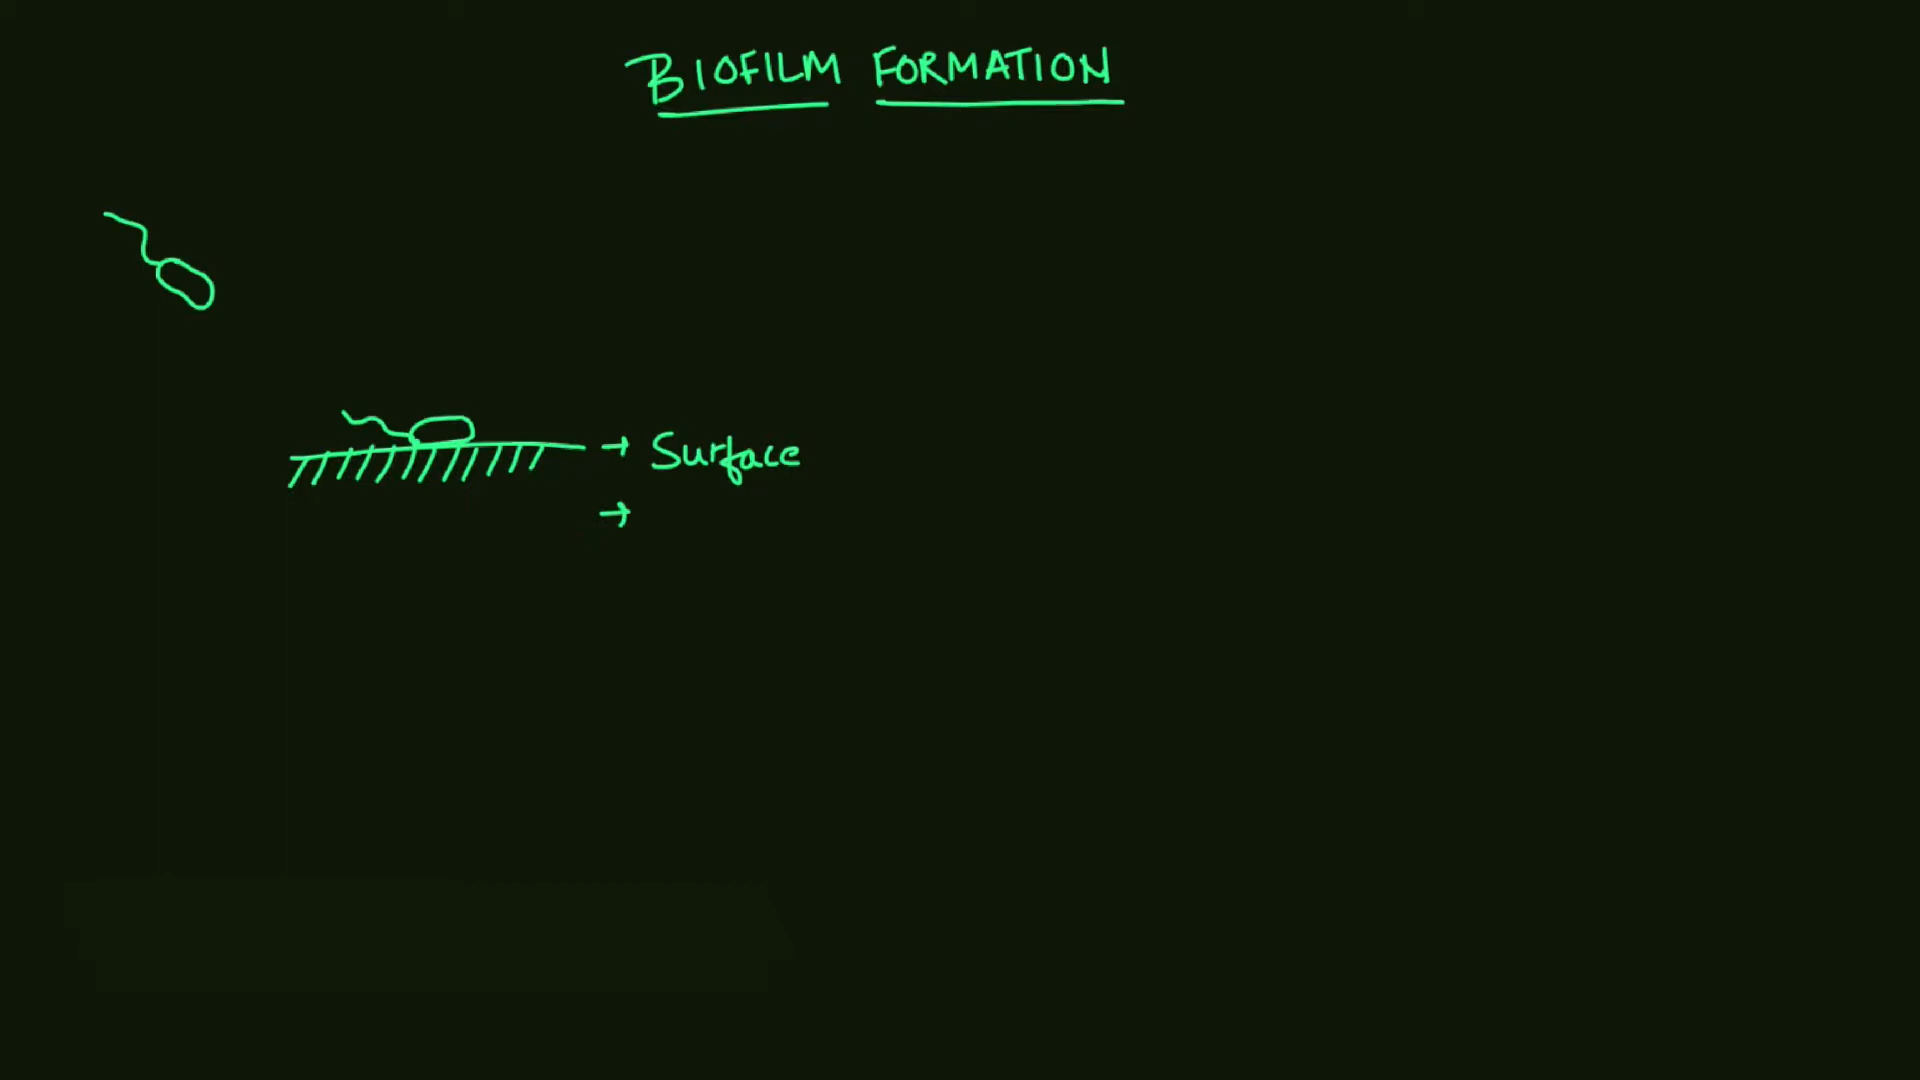 BIOFILM FORMATION
→ Surface
→